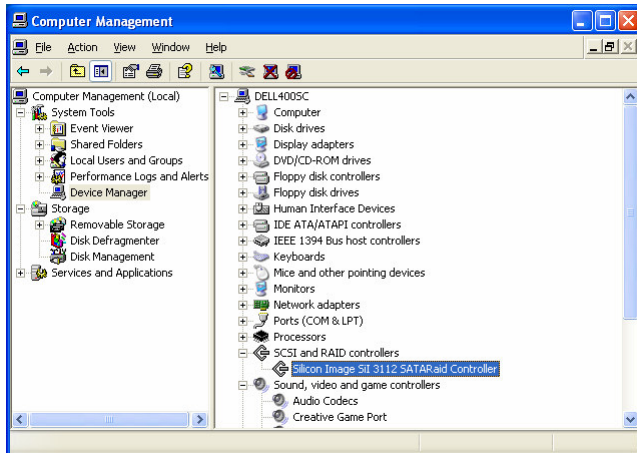 Computer Management
File Action View Window Help
Computer Management (Local)
System Tools
Event Viewer
Shared Folders
Local Users and Groups
Performance Logs and Alerts
Device Manager
Storage
Removable Storage
Disk Defragmenter
Disk Management
Services and Applications
DELL400SC
Computer
Disk drives
Display adapters
DVD/CD-ROM drives
Floppy disk controllers
Floppy disk drives
Human Interface Devices
IDE ATA/ATAPI controllers
IEEE 1394 Bus host controllers
Keyboards
Mice and other pointing devices
Monitors
Network adapters
Ports (COM & LPT)
Processors
SCSI and RAID controllers
Silicon Image SiI 3112 SATARaid Controller
Sound, video and game controllers
Audio Codecs
Creative Game Port